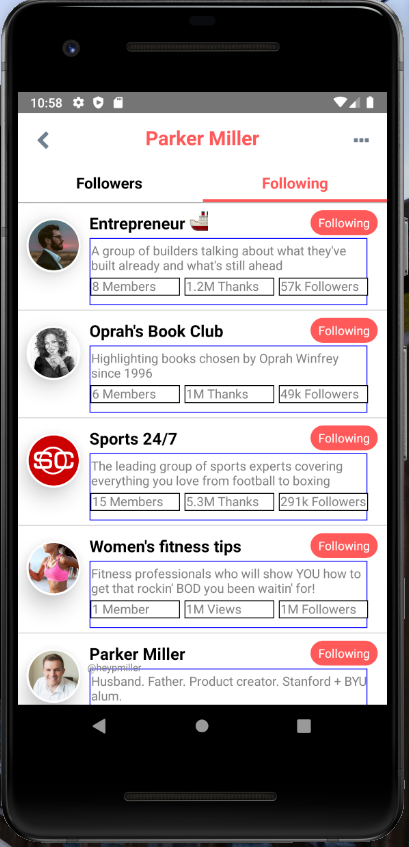 10:58
Parker Miller
Followers
Following
Entrepreneur 🚢
Following
A group of builders talking about what they've
built already and what's still ahead
8 Members
1.2M Thanks
57k Followers
Oprah's Book Club
Following
Highlighting books chosen by Oprah Winfrey
since 1996
6 Members
1M Thanks
49k Followers
SC
Sports 24/7
Following
The leading group of sports experts covering
everything you love from football to boxing
15 Members
5.3M Thanks
291k Followers
Women's fitness tips
Following
Fitness professionals who will show YOU how to
get that rockin' BOD you been waitin' for!
1 Member
1M Views
1M Followers
Parker Miller
Following
@heypmiller
Husband. Father. Product creator. Stanford + BYU
alum.